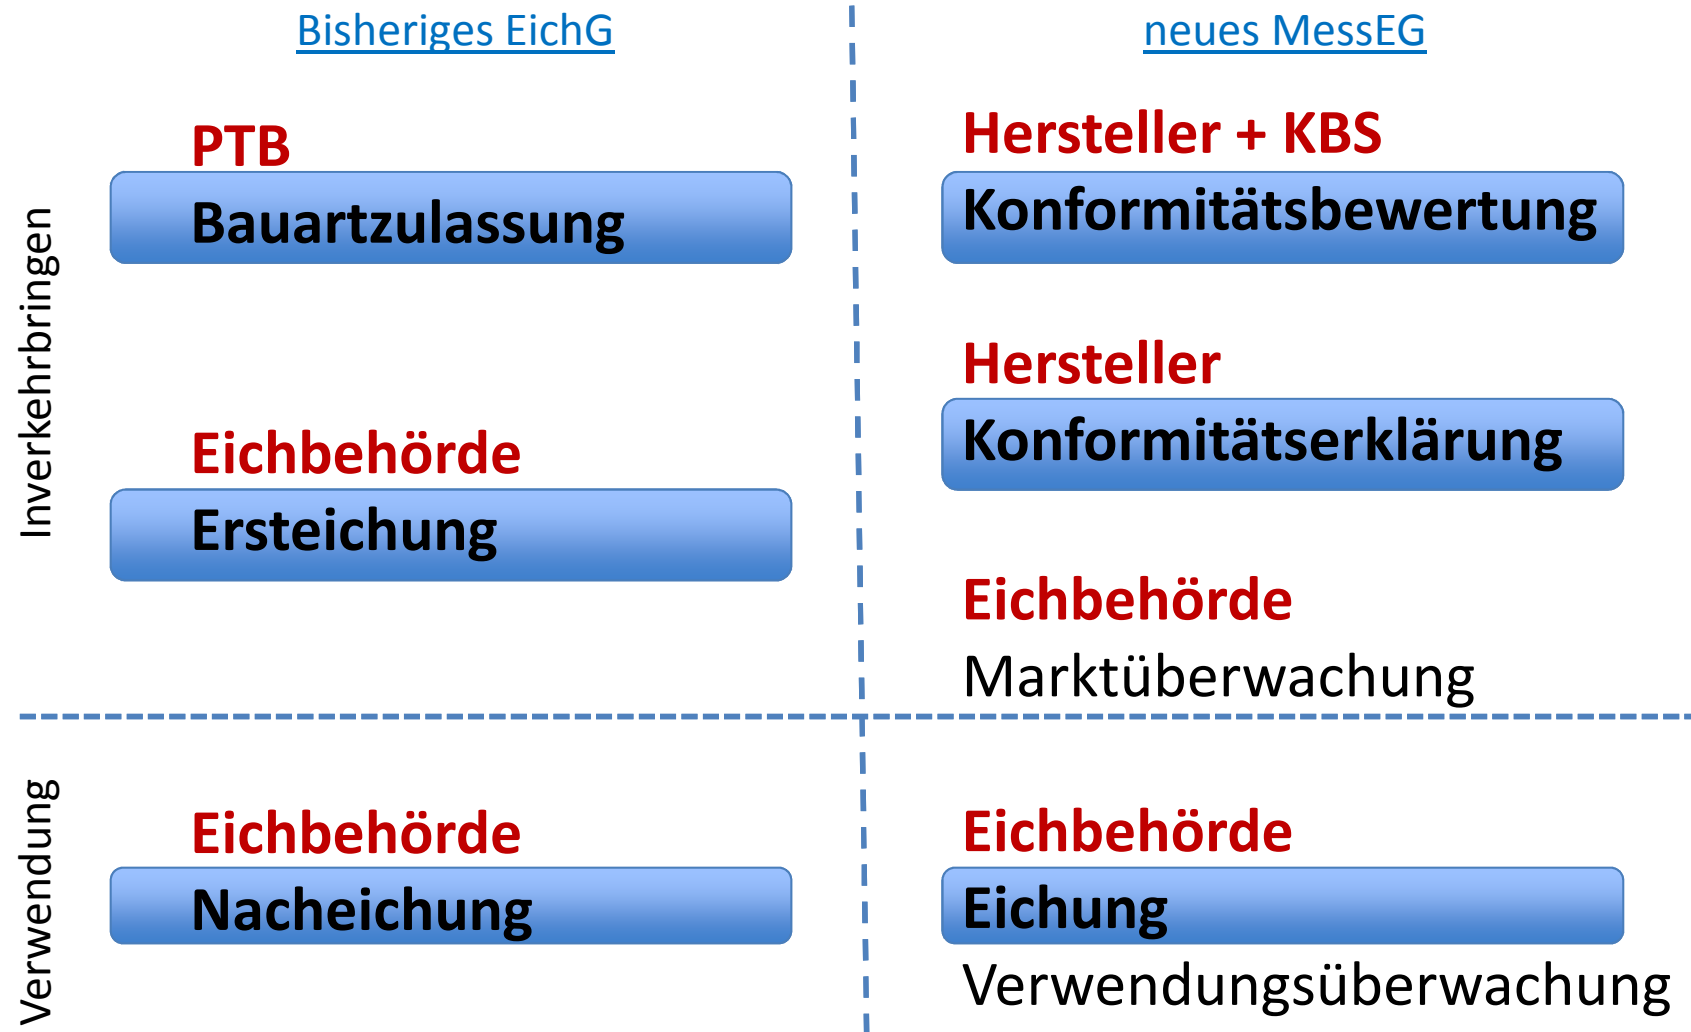 Bisheriges EichG
neues MessEG
Inverkehrbringen
PTB
Bauartzulassung
Eichbehörde
Ersteichung
Hersteller + KBS
Konformitätsbewertung
Hersteller
Konformitätserklärung
Eichbehörde
Marktüberwachung
Verwendung
Eichbehörde
Nacheichung
Eichbehörde
Eichung
Verwendungsüberwachung